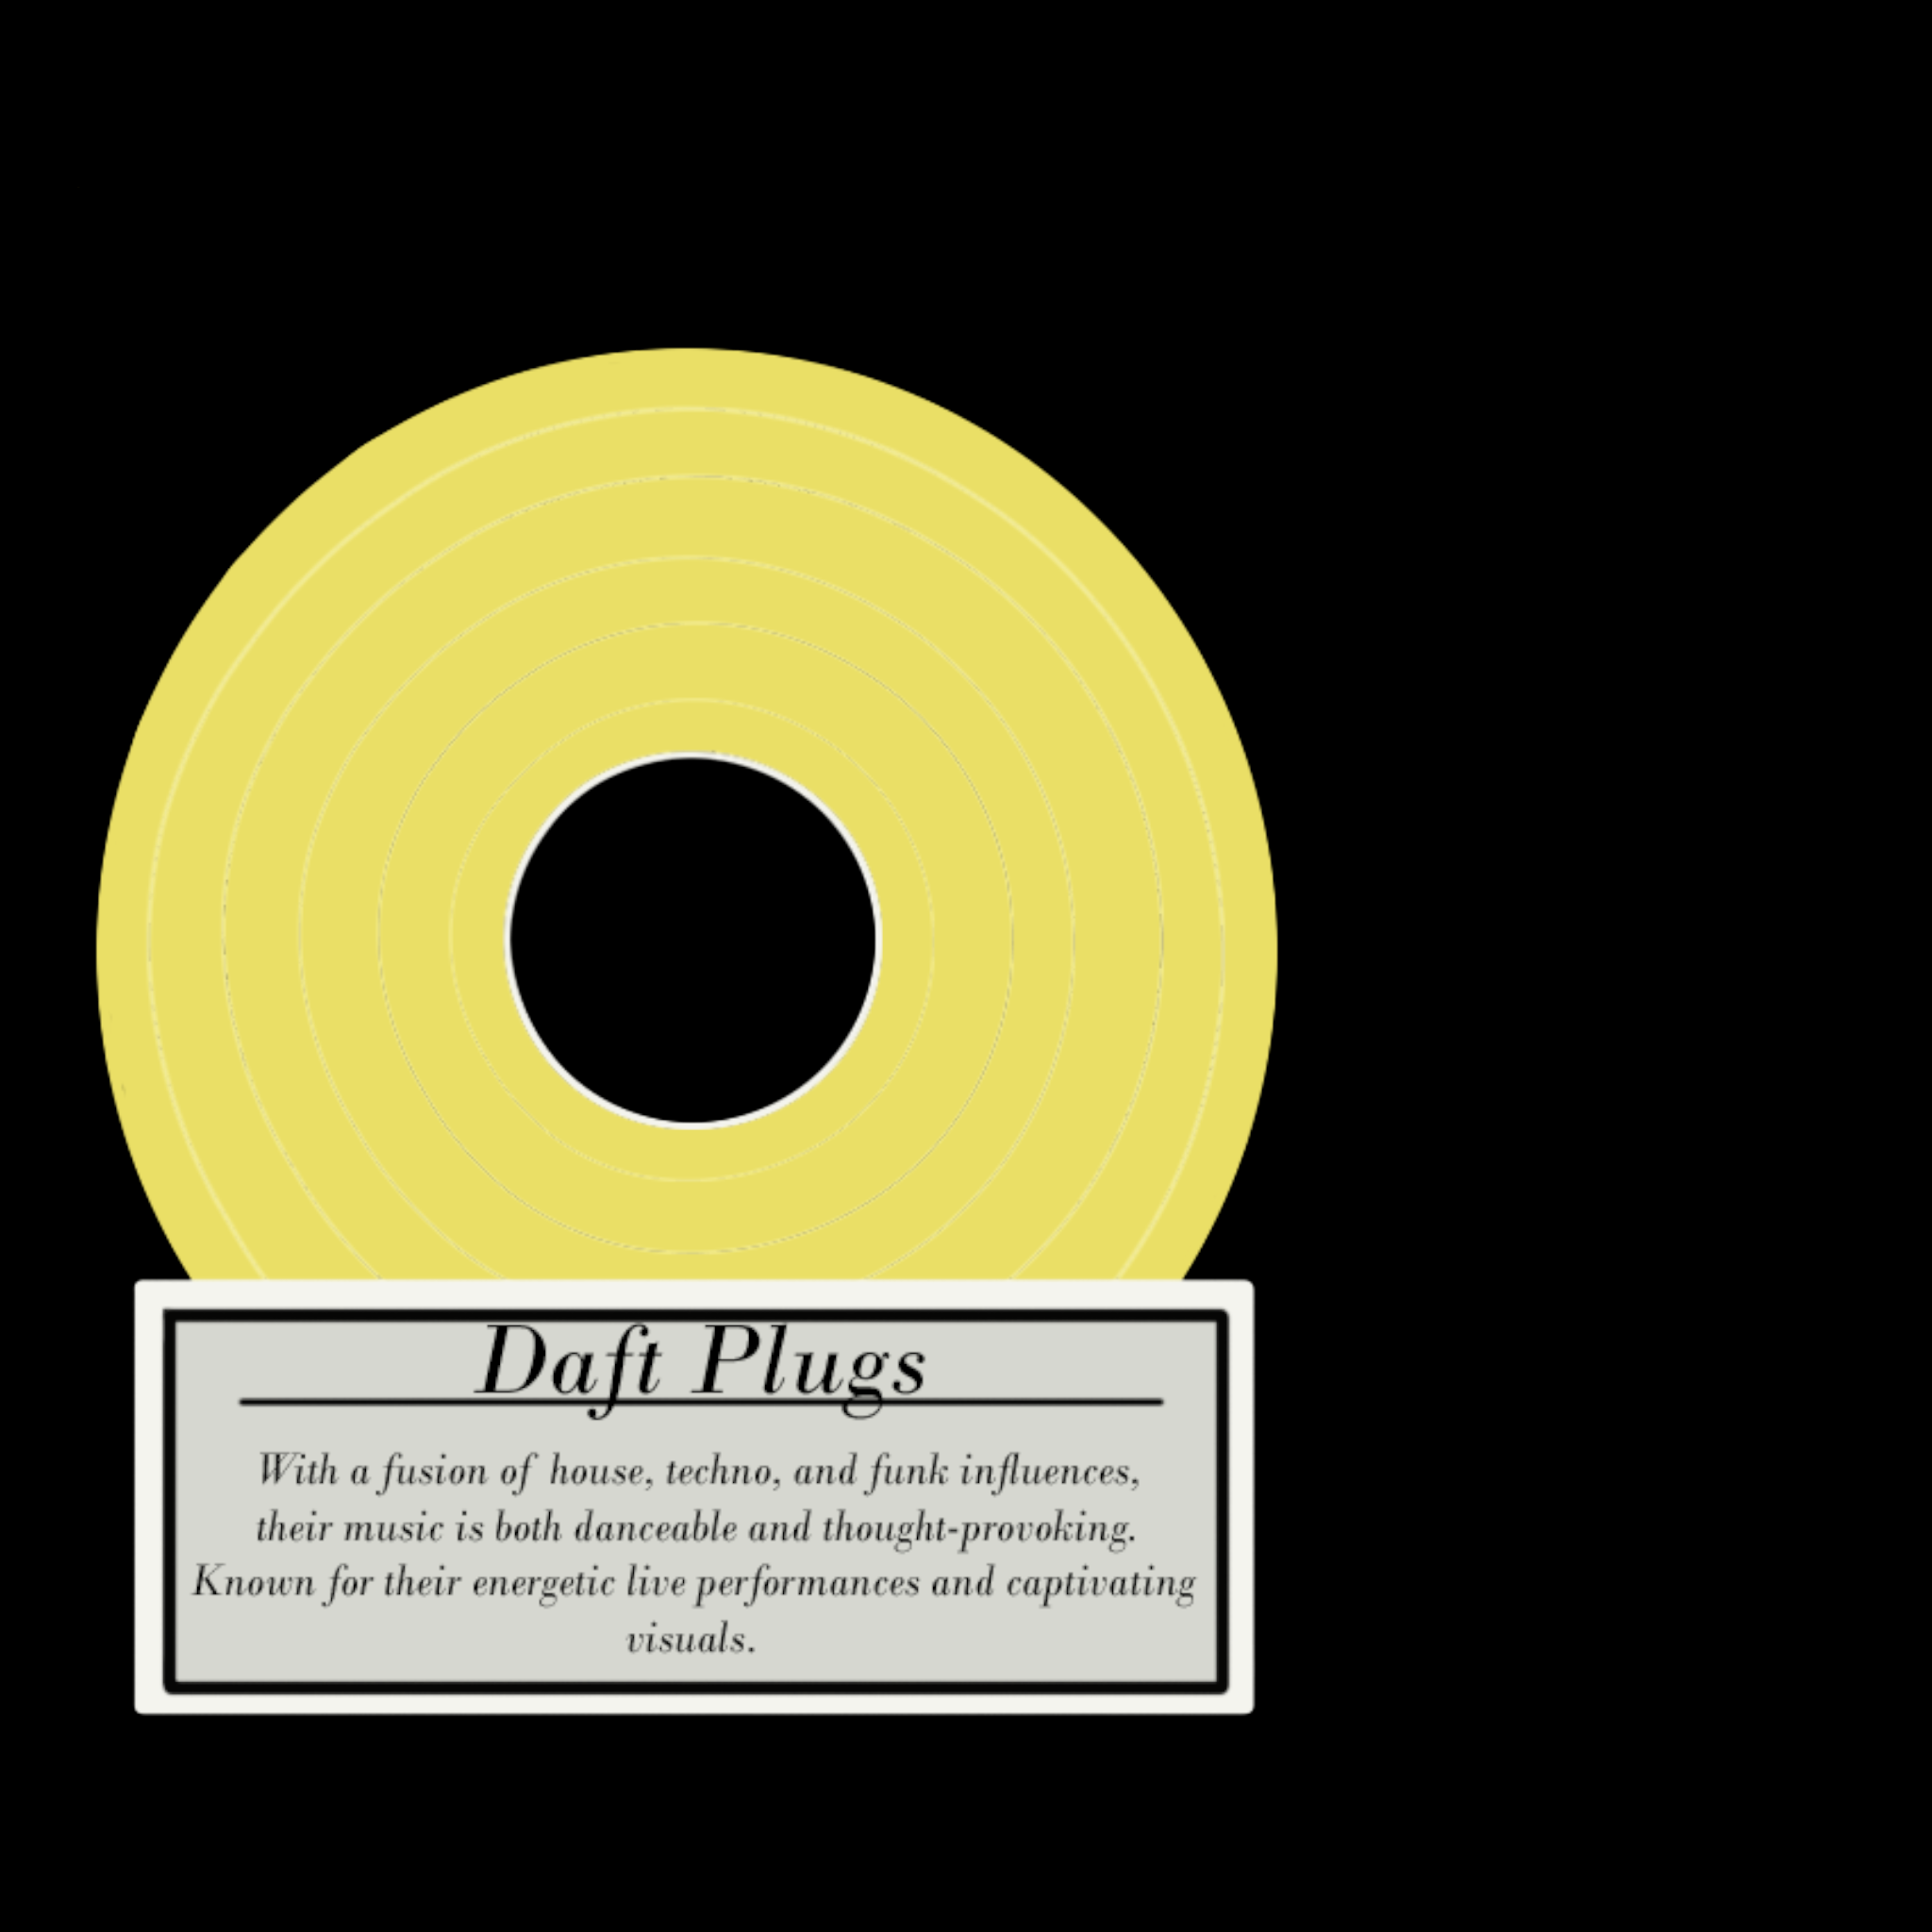 Daft Plugs
With a fusion of house, techno, and funk influences,
their music is both danceable and thought-provoking.
Known for their energetic live performances and captivating
visuals.